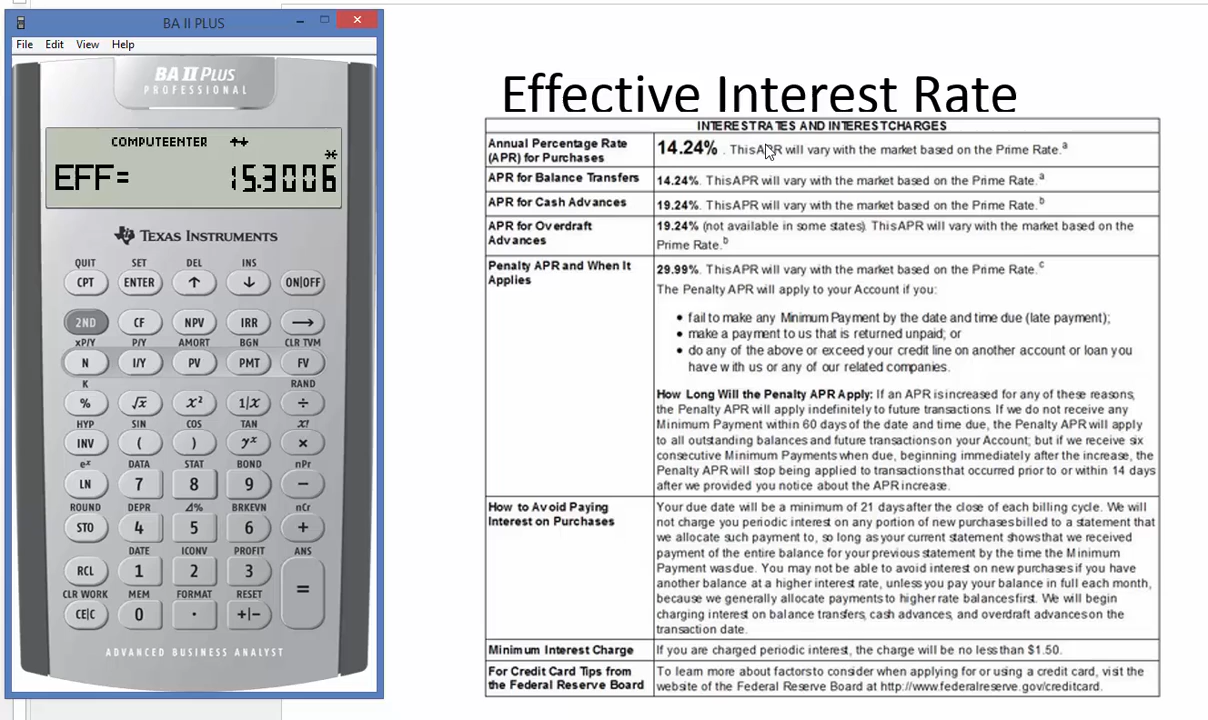 BA II PLUS
File Edit View Help
BA II PLUS
PROFESSIONAL
COMPUTE ENTER ↑↓
EFF= 15.3006
TEXAS INSTRUMENTS
QUIT SET DEL INS
CPT ENTER ↑ ↓ ON|OFF
2ND CF NPV IRR →
xP/Y P/Y AMORT BGN CLR TVM
N I/Y PV PMT FV
K RAND
% √x x² 1/x ÷
HYP SIN COS TAN x!
INV ( ) yˣ ×
eˣ DATA STAT BOND nPr
LN 7 8 9 −
ROUND DEPR Δ% BRKEVN nCr
STO 4 5 6 +
DATE ICONV PROFIT ANS
RCL 1 2 3 =
CLR WORK MEM FORMAT RESET
CE|C 0 . +|−
ADVANCED BUSINESS ANALYST
Effective Interest Rate
INTEREST RATES AND INTEREST CHARGES
Annual Percentage Rate
(APR) for Purchases
14.24% . This APR will vary with the market based on the Prime Rate.a
APR for Balance Transfers
14.24%. This APR will vary with the market based on the Prime Rate.a
APR for Cash Advances
19.24%. This APR will vary with the market based on the Prime Rate.b
APR for Overdraft
Advances
19.24% (not available in some states). This APR will vary with the market based on the
Prime Rate.b
Penalty APR and When It
Applies
29.99%. This APR will vary with the market based on the Prime Rate.c
The Penalty APR will apply to your Account if you:
• fail to make any Minimum Payment by the date and time due (late payment);
• make a payment to us that is returned unpaid; or
• do any of the above or exceed your credit line on another account or loan you
have with us or any of our related companies.
How Long Will the Penalty APR Apply: If an APR is increased for any of these reasons,
the Penalty APR will apply indefinitely to future transactions. If we do not receive any
Minimum Payment within 60 days of the date and time due, the Penalty APR will apply
to all outstanding balances and future transactions on your Account; but if we receive six
consecutive Minimum Payments when due, beginning immediately after the increase, the
Penalty APR will stop being applied to transactions that occurred prior to or within 14 days
after we provided you notice about the APR increase.
How to Avoid Paying
Interest on Purchases
Your due date will be a minimum of 21 days after the close of each billing cycle. We will
not charge you periodic interest on any portion of new purchases billed to a statement that
we allocate such payment to, so long as your current statement shows that we received
payment of the entire balance for your previous statement by the time the Minimum
Payment was due. You may not be able to avoid interest on new purchases if you have
another balance at a higher interest rate, unless you pay your balance in full each month,
because we generally allocate payments to higher rate balances first. We will begin
charging interest on balance transfers, cash advances, and overdraft advances on the
transaction date.
Minimum Interest Charge
If you are charged periodic interest, the charge will be no less than $1.50.
For Credit Card Tips from
the Federal Reserve Board
To learn more about factors to consider when applying for or using a credit card, visit the
website of the Federal Reserve Board at http://www.federalreserve.gov/creditcard.